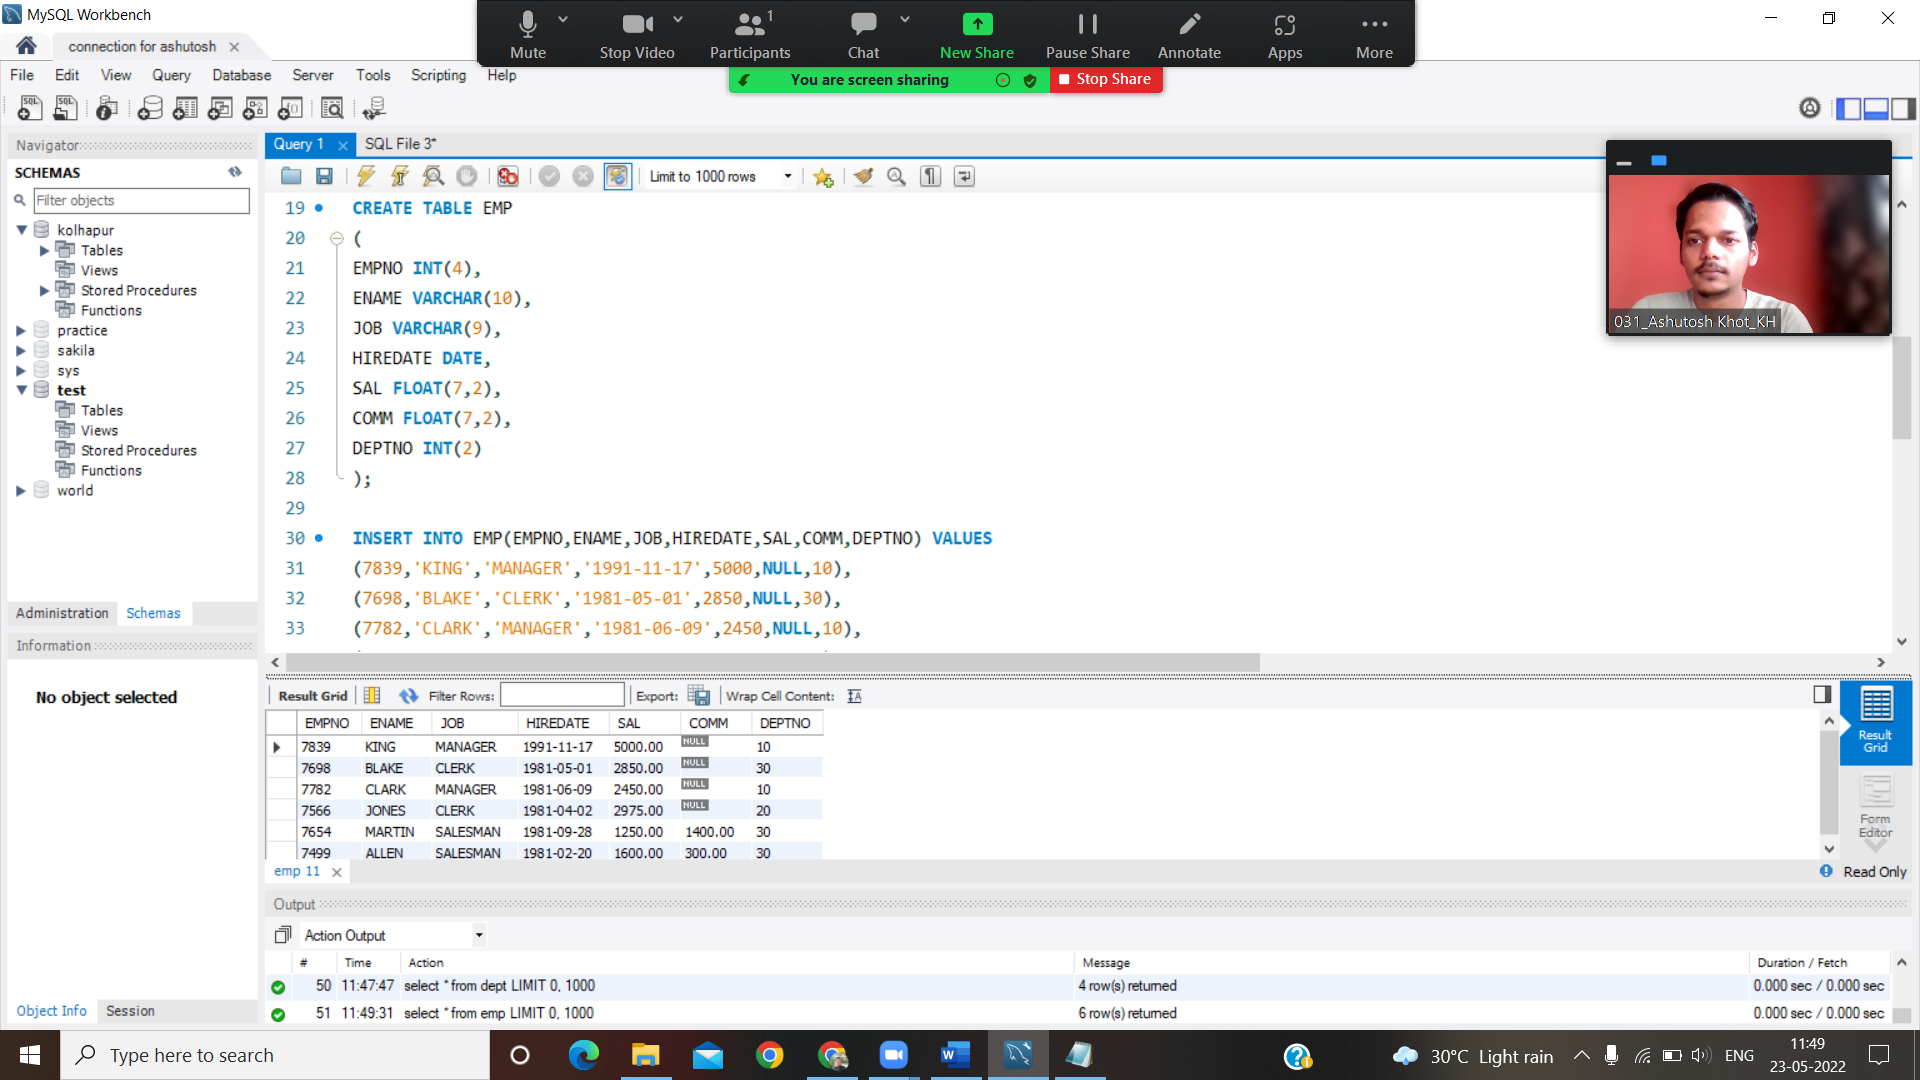 MySQL Workbench
connection for ashutosh
Mute
Stop Video
1
Participants
Chat
New Share
Pause Share
Annotate
Apps
More
You are screen sharing
Stop Share
File Edit View Query Database Server Tools Scripting Help
Navigator
SCHEMAS
Filter objects
kolhapur
Tables
Views
Stored Procedures
Functions
practice
sakila
sys
test
Tables
Views
Stored Procedures
Functions
world
Administration Schemas
Information
No object selected
Object Info Session
Query 1
SQL File 3*
Limit to 1000 rows
19 CREATE TABLE EMP
20 (
21 EMPNO INT(4),
22 ENAME VARCHAR(10),
23 JOB VARCHAR(9),
24 HIREDATE DATE,
25 SAL FLOAT(7,2),
26 COMM FLOAT(7,2),
27 DEPTNO INT(2)
28 );
29
30 INSERT INTO EMP(EMPNO,ENAME,JOB,HIREDATE,SAL,COMM,DEPTNO) VALUES
31 (7839,'KING','MANAGER','1991-11-17',5000,NULL,10),
32 (7698,'BLAKE','CLERK','1981-05-01',2850,NULL,30),
33 (7782,'CLARK','MANAGER','1981-06-09',2450,NULL,10),
031_Ashutosh Khot_KH
Result Grid Filter Rows: Export: Wrap Cell Content:
EMPNO ENAME JOB HIREDATE SAL COMM DEPTNO
7839 KING MANAGER 1991-11-17 5000.00 NULL 10
7698 BLAKE CLERK 1981-05-01 2850.00 NULL 30
7782 CLARK MANAGER 1981-06-09 2450.00 NULL 10
7566 JONES CLERK 1981-04-02 2975.00 NULL 20
7654 MARTIN SALESMAN 1981-09-28 1250.00 1400.00 30
7499 ALLEN SALESMAN 1981-02-20 1600.00 300.00 30
Result
Grid
Form
Editor
emp 11
Read Only
Output
Action Output
# Time Action Message Duration / Fetch
50 11:47:47 select * from dept LIMIT 0, 1000 4 row(s) returned 0.000 sec / 0.000 sec
51 11:49:31 select * from emp LIMIT 0, 1000 6 row(s) returned 0.000 sec / 0.000 sec
Type here to search
30°C Light rain
ENG
11:49
23-05-2022